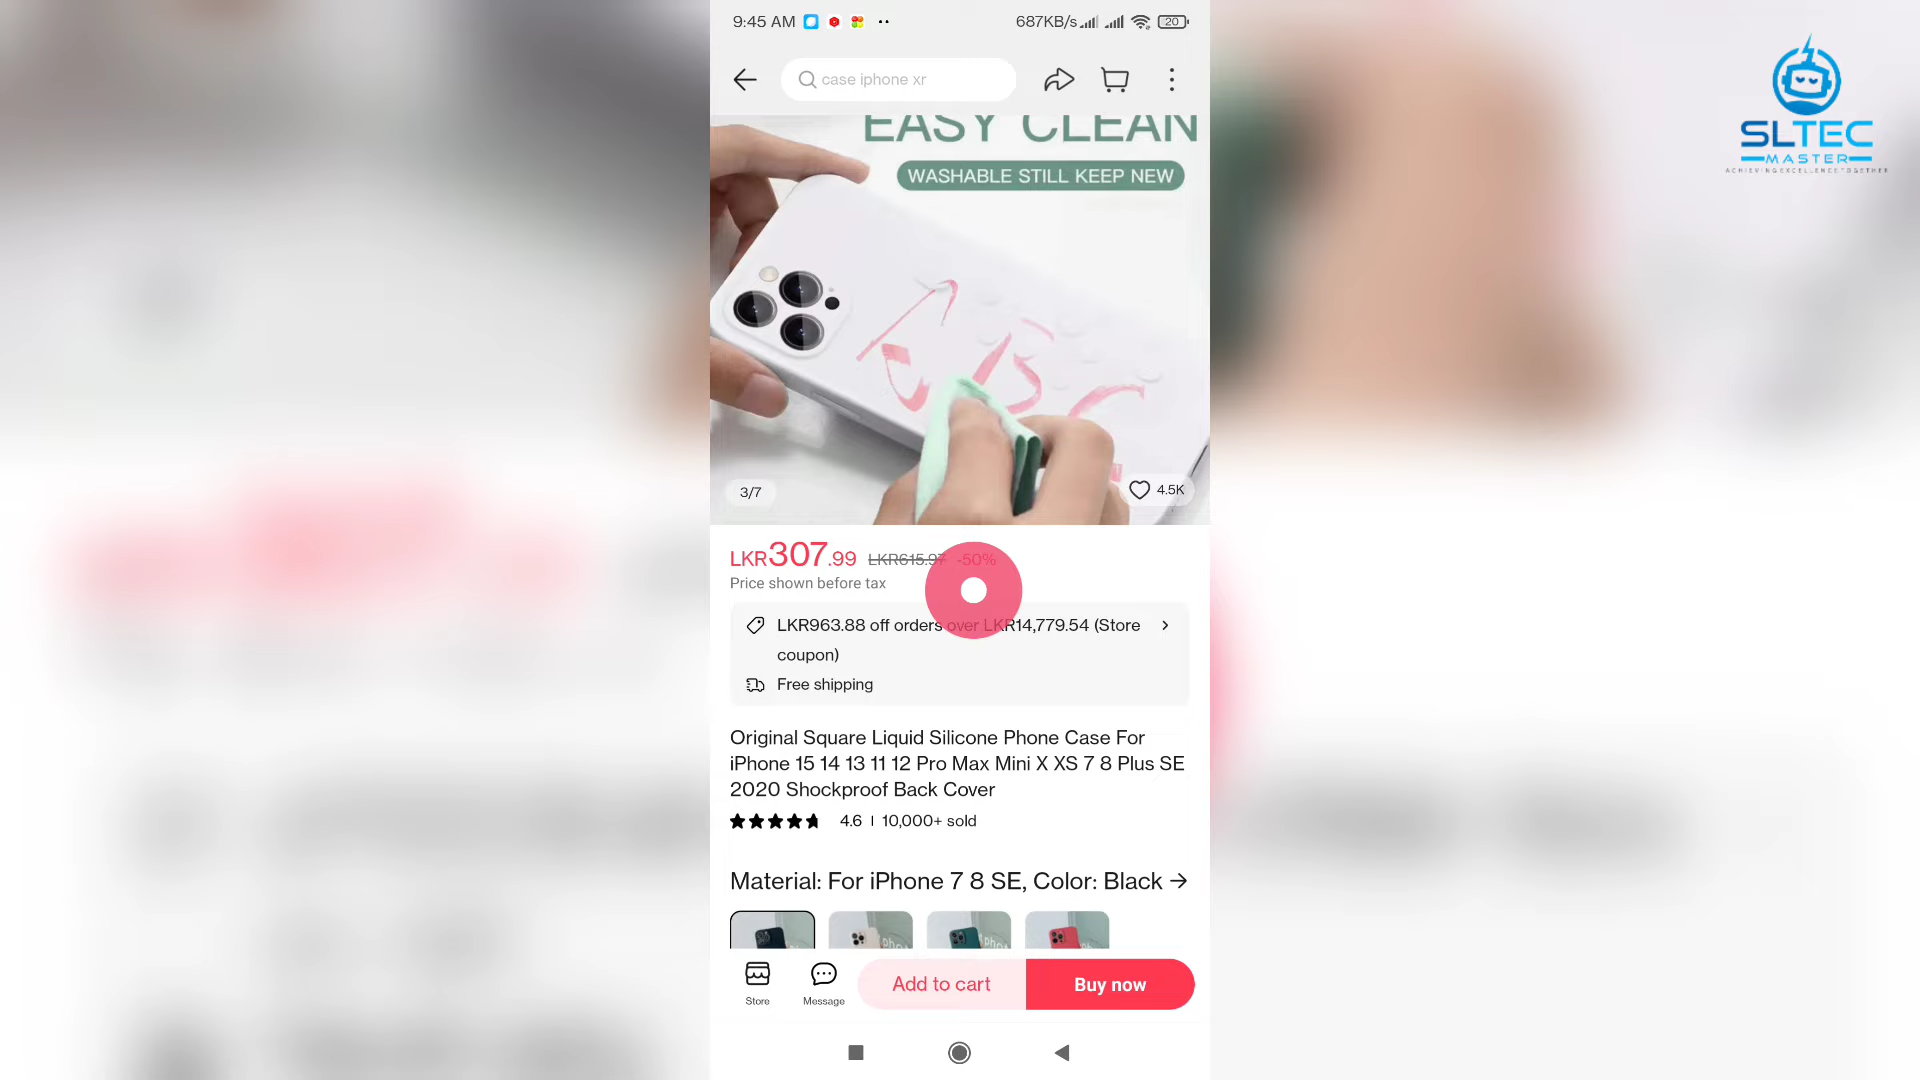 9:45 AM
687KB/s
20
case iphone xr
SLTEC
MASTER
ACHIEVING EXCELLENCE TOGETHER
EASY CLEAN
WASHABLE STILL KEEP NEW
3/7
4.5K
LKR307.99 LKR615.97 -50%
Price shown before tax
LKR963.88 off orders over LKR14,779.54 (Store
coupon)
Free shipping
Original Square Liquid Silicone Phone Case For
iPhone 15 14 13 11 12 Pro Max Mini X XS 7 8 Plus SE
2020 Shockproof Back Cover
4.6 | 10,000+ sold
Material: For iPhone 7 8 SE, Color: Black
Store
Message
Add to cart
Buy now